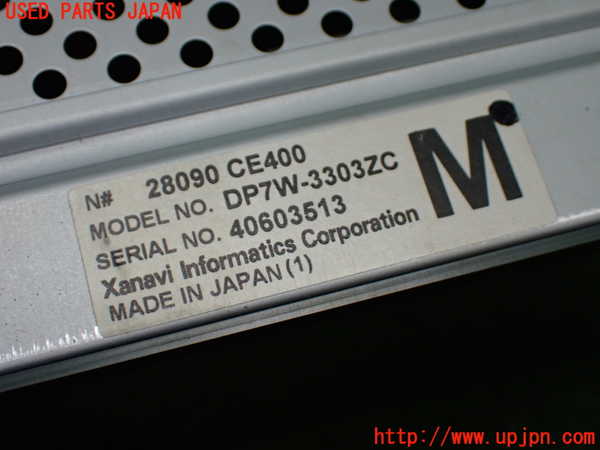 USED PARTS JAPAN
N# 28090 CE400
MODEL NO. DP7W-3303ZC
SERIAL NO. 40603513
Xanavi Informatics Corporation
MADE IN JAPAN (1)
M
http://www.upjpn.com/